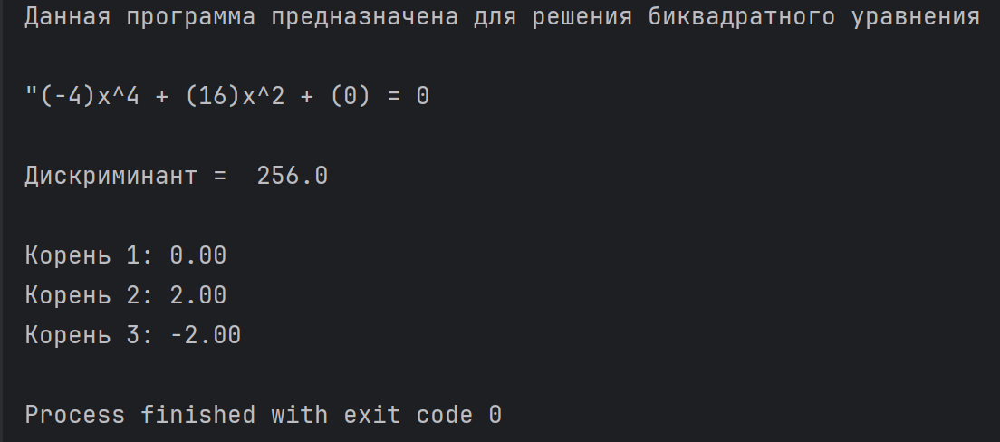 Данная программа предназначена для решения биквадратного уравнения
"(-4)x^4 + (16)x^2 + (0) = 0
Дискриминант =  256.0
Корень 1: 0.00
Корень 2: 2.00
Корень 3: -2.00
Process finished with exit code 0